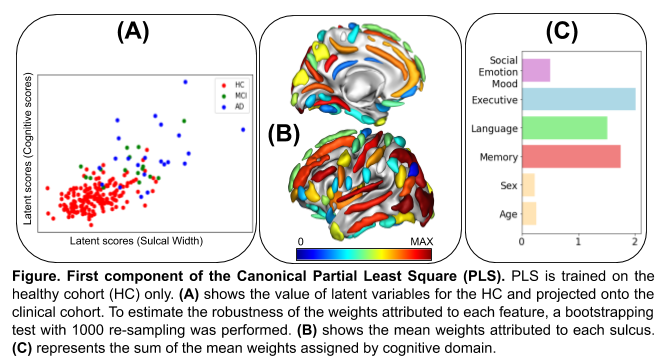 (A)
Latent scores (Cognitive scores)
HC
MCI
AD
Latent scores (Sulcal Width)
(B)
0
MAX
(C)
Social
Emotion
Mood
Executive
Language
Memory
Sex
Age
0
1
2
Figure. First component of the Canonical Partial Least Square (PLS). PLS is trained on the
healthy cohort (HC) only. (A) shows the value of latent variables for the HC and projected onto the
clinical cohort. To estimate the robustness of the weights attributed to each feature, a bootstrapping
test with 1000 re-sampling was performed. (B) shows the mean weights attributed to each sulcus.
(C) represents the sum of the mean weights assigned by cognitive domain.